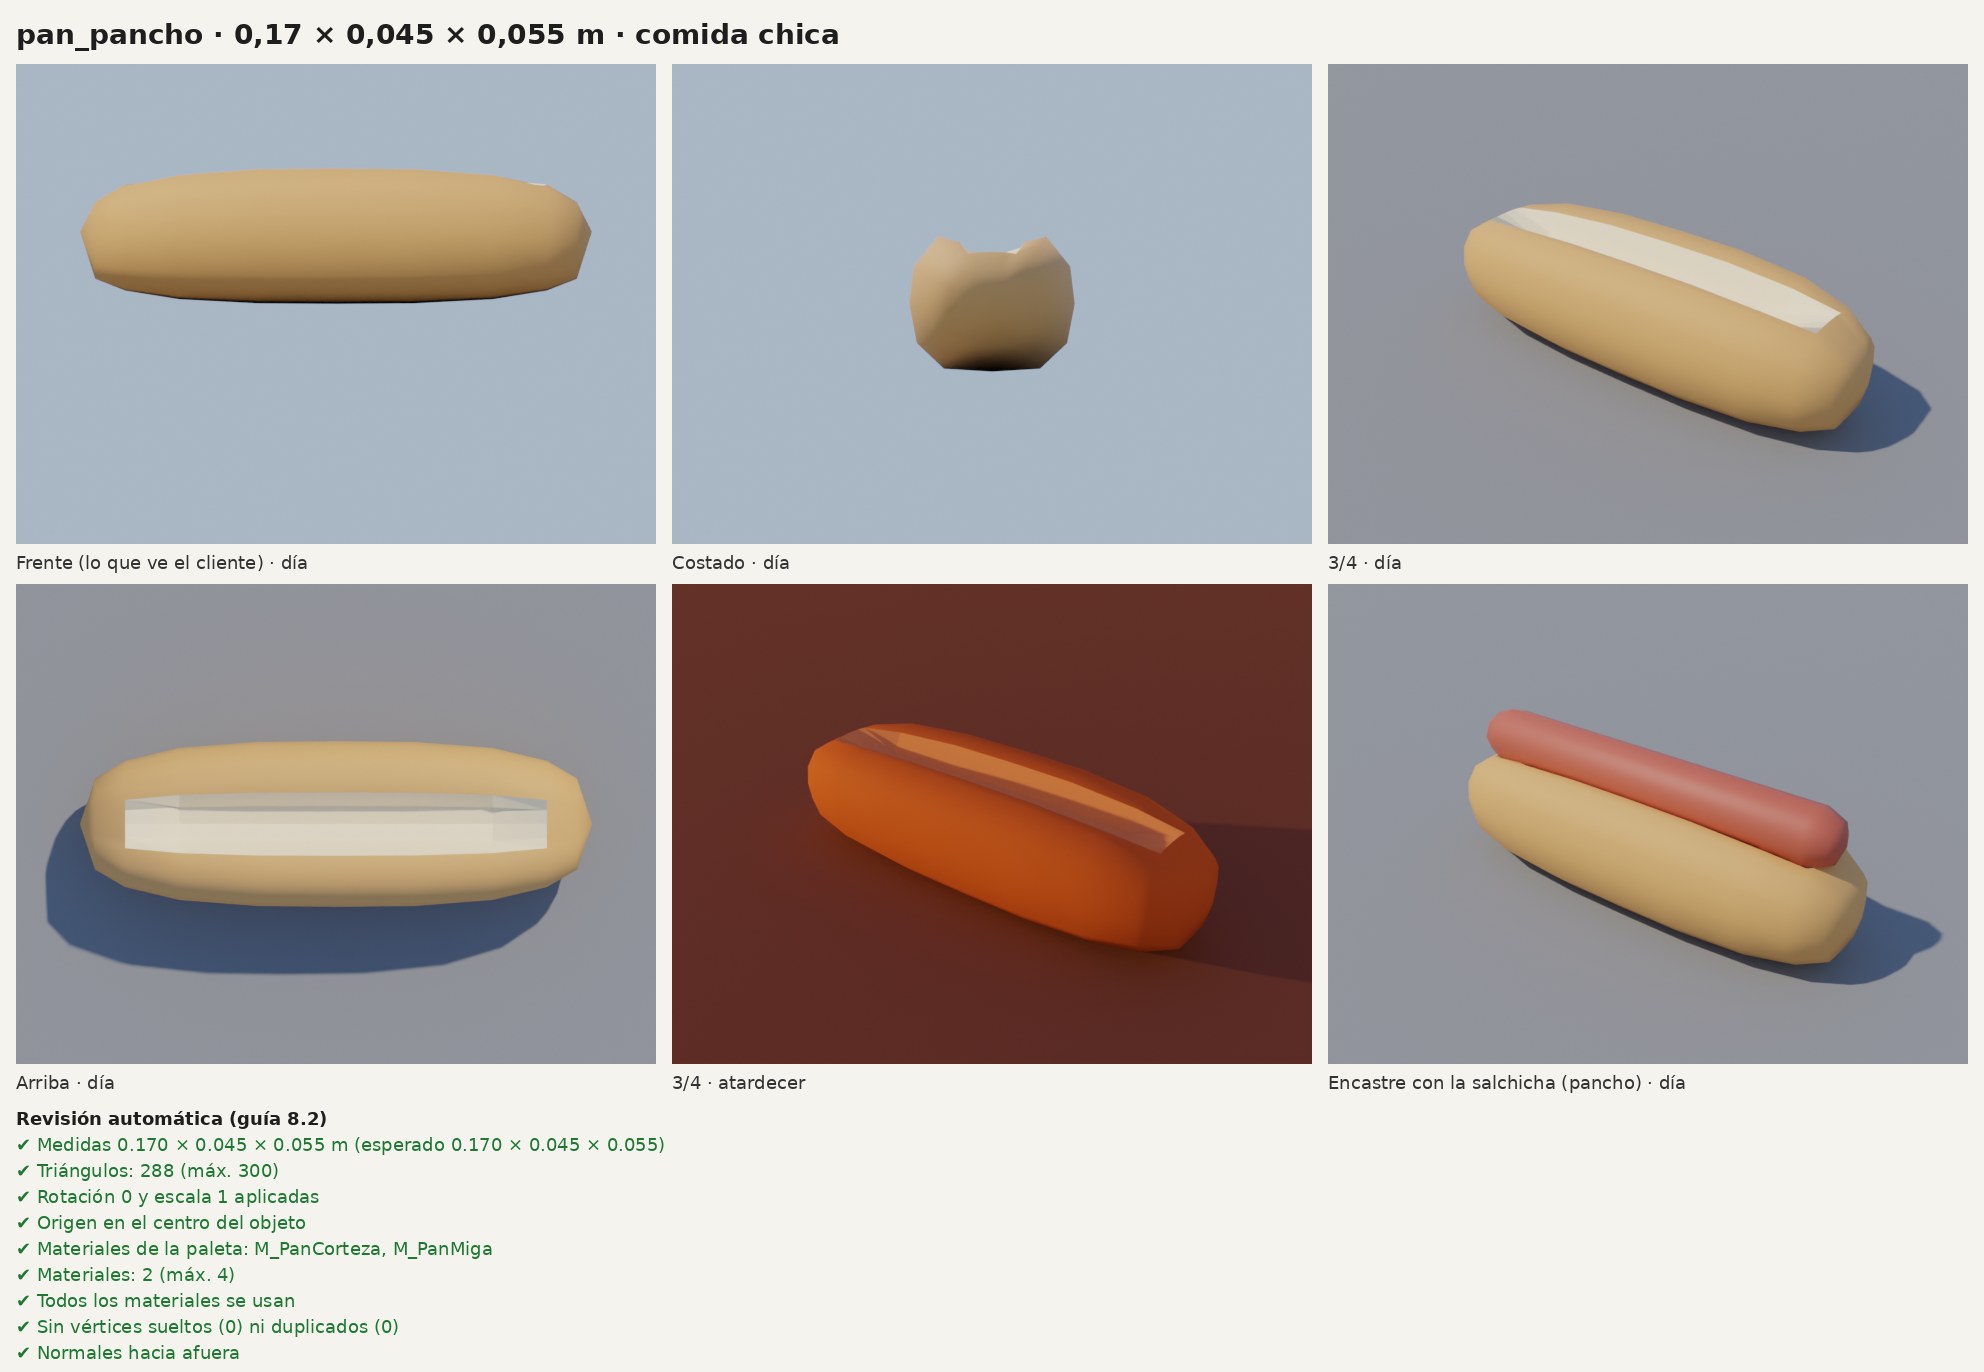 pan_pancho · 0,17 × 0,045 × 0,055 m · comida chica
Frente (lo que ve el cliente) · día
Costado · día
3/4 · día
Arriba · día
3/4 · atardecer
Encastre con la salchicha (pancho) · día
Revisión automática (guía 8.2)
✔ Medidas 0.170 × 0.045 × 0.055 m (esperado 0.170 × 0.045 × 0.055)
✔ Triángulos: 288 (máx. 300)
✔ Rotación 0 y escala 1 aplicadas
✔ Origen en el centro del objeto
✔ Materiales de la paleta: M_PanCorteza, M_PanMiga
✔ Materiales: 2 (máx. 4)
✔ Todos los materiales se usan
✔ Sin vértices sueltos (0) ni duplicados (0)
✔ Normales hacia afuera